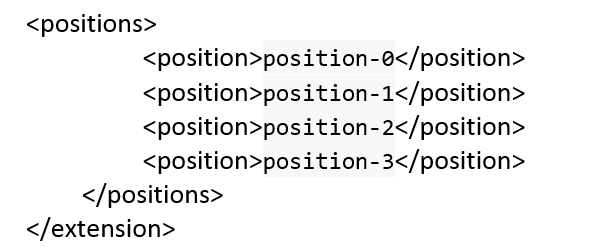 <positions>
<position>position-0</position>
<position>position-1</position>
<position>position-2</position>
<position>position-3</position>
</positions>
</extension>